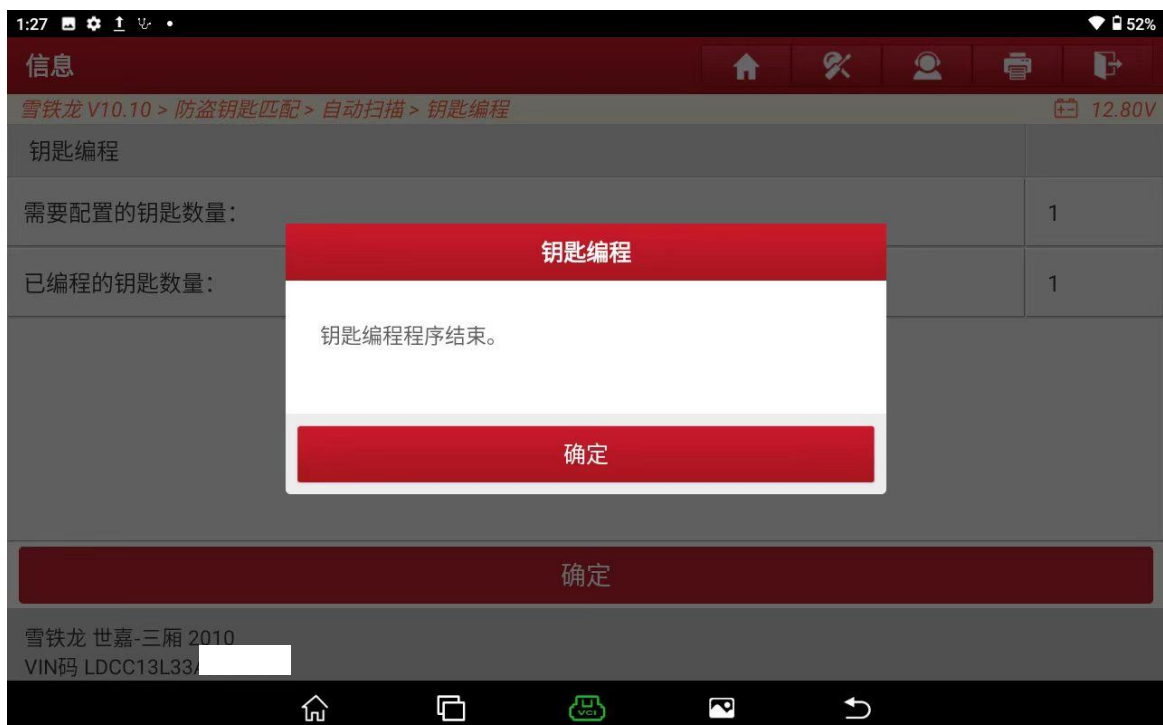 1:27
52%
信息
雪铁龙 V10.10 > 防盗钥匙匹配 > 自动扫描 > 钥匙编程
12.80V
钥匙编程
需要配置的钥匙数量：
1
钥匙编程
已编程的钥匙数量：
1
钥匙编程程序结束。
确定
确定
雪铁龙 世嘉-三厢 2010
VIN码 LDCC13L33
VCI